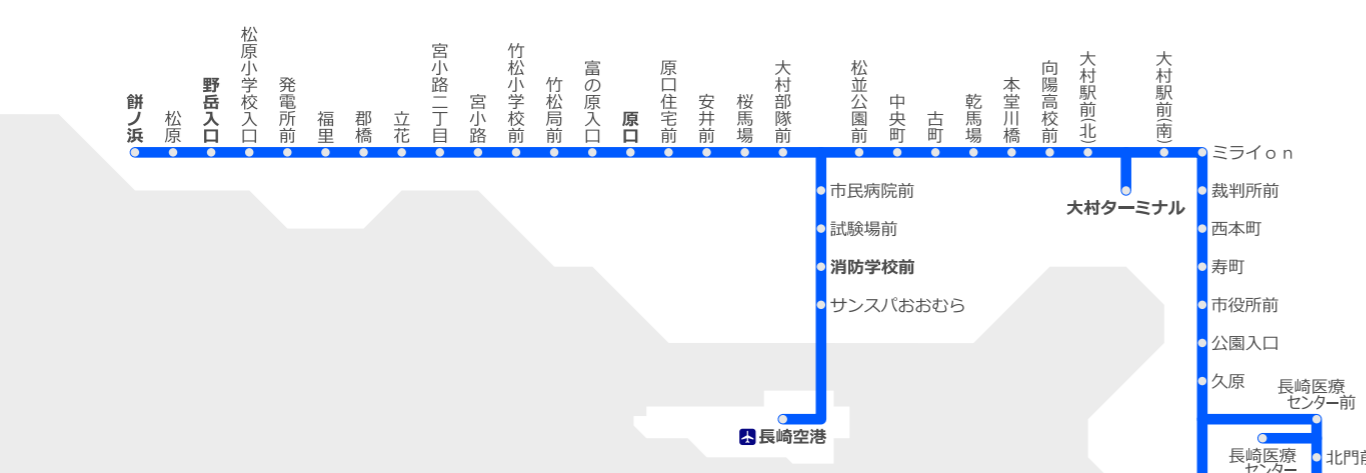 餅ノ浜
松原
野岳入口
松原小学校入口
発電所前
福里
郡橋
立花
宮小路二丁目
宮小路
竹松小学校前
竹松局前
富の原入口
原口
原口住宅前
安井前
桜馬場
大村部隊前
松並公園前
中央町
古町
乾馬場
本堂川橋
向陽高校前
大村駅前(北)
大村駅前(南)
ミライon
市民病院前
裁判所前
大村ターミナル
試験場前
西本町
消防学校前
寿町
サンスパおおむら
市役所前
公園入口
久原
長崎医療
センター前
長崎空港
長崎医療
センター
北門前